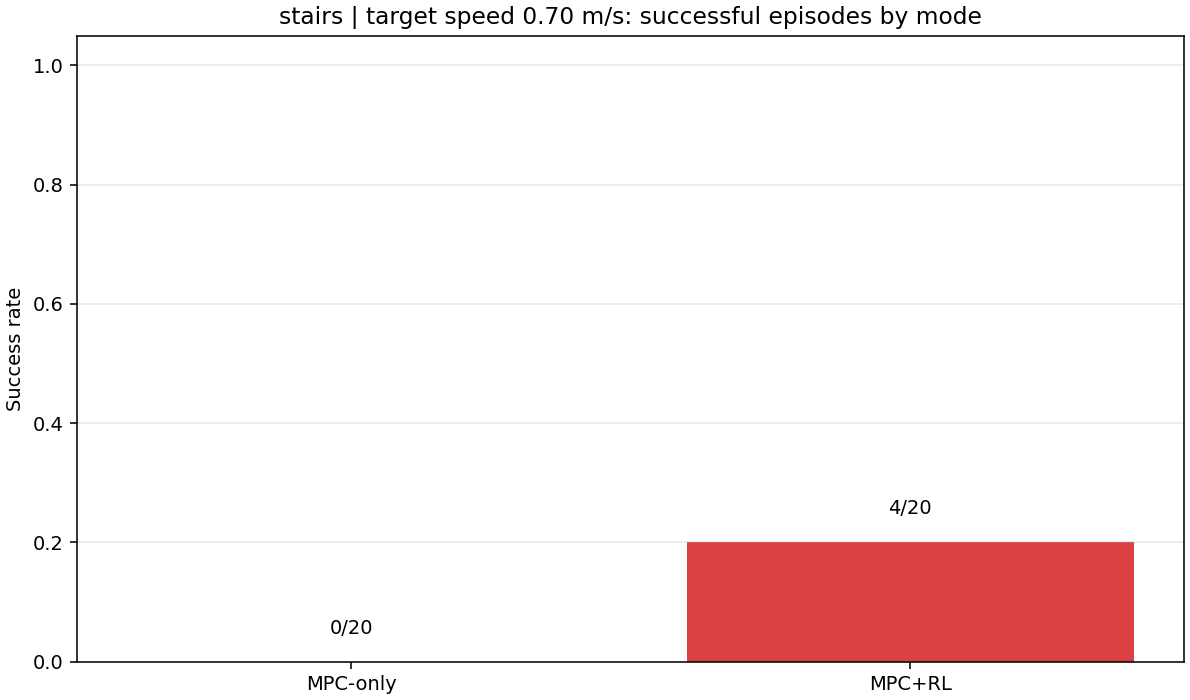 stairs | target speed 0.70 m/s: successful episodes by mode
Success rate
1.0
0.8
0.6
0.4
0.2
0.0
0/20
4/20
MPC-only
MPC+RL